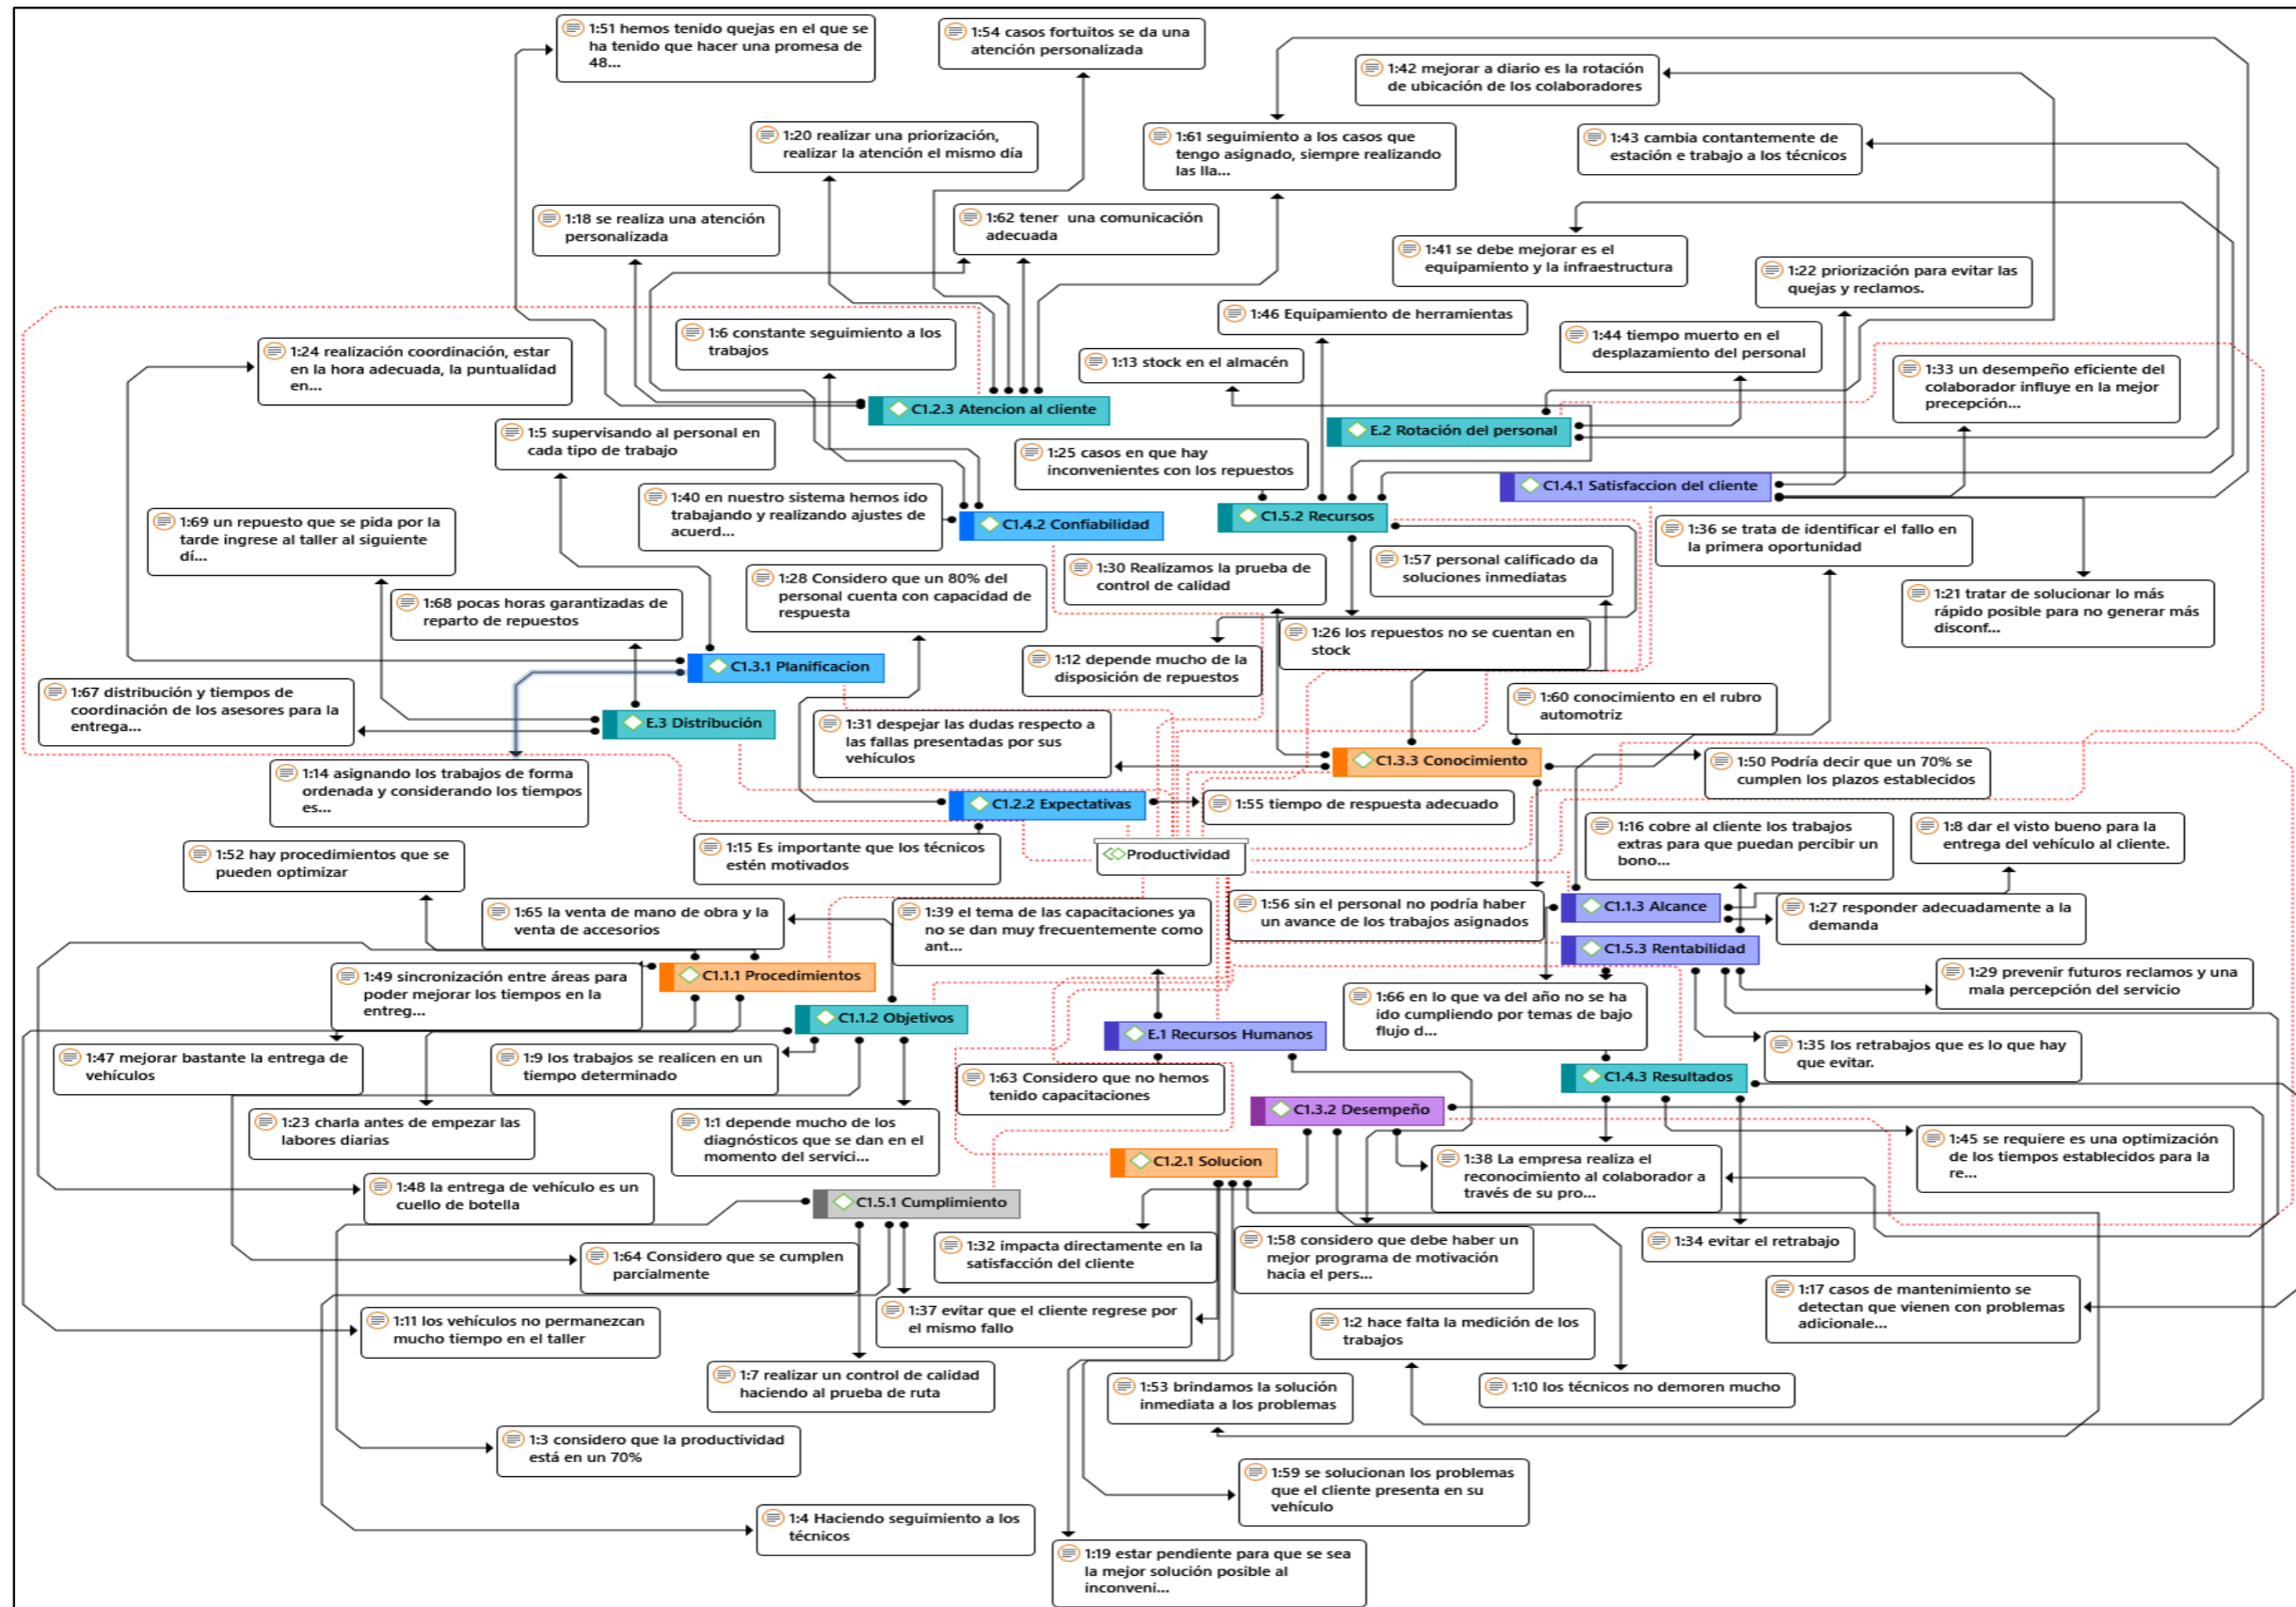 1:51 hemos tenido quejas en el que se
ha tenido que hacer una promesa de
48...
1:54 casos fortuitos se da una
atención personalizada
1:42 mejorar a diario es la rotación
de ubicación de los colaboradores
1:20 realizar una priorización,
realizar la atención el mismo día
1:61 seguimiento a los casos que
tengo asignado, siempre realizando
las lla...
1:43 cambia contantemente de
estación e trabajo a los técnicos
1:18 se realiza una atención
personalizada
1:62 tener una comunicación
adecuada
1:41 se debe mejorar es el
equipamiento y la infraestructura
1:22 priorización para evitar las
quejas y reclamos.
1:46 Equipamiento de herramientas
1:6 constante seguimiento a los
trabajos
1:44 tiempo muerto en el
desplazamiento del personal
1:24 realización coordinación, estar
en la hora adecuada, la puntualidad
en...
1:13 stock en el almacén
1:33 un desempeño eficiente del
colaborador influye en la mejor
precepción...
C1.2.3 Atencion al cliente
E.2 Rotación del personal
1:5 supervisando al personal en
cada tipo de trabajo
1:25 casos en que hay
inconvenientes con los repuestos
C1.4.1 Satisfaccion del cliente
1:40 en nuestro sistema hemos ido
trabajando y realizando ajustes de
acuerd...
C1.4.2 Confiabilidad
C1.5.2 Recursos
1:69 un repuesto que se pida por la
tarde ingrese al taller al siguiente
dí...
1:36 se trata de identificar el fallo en
la primera oportunidad
1:57 personal calificado da
soluciones inmediatas
1:30 Realizamos la prueba de
control de calidad
1:28 Considero que un 80% del
personal cuenta con capacidad de
respuesta
1:68 pocas horas garantizadas de
reparto de repuestos
1:21 tratar de solucionar lo más
rápido posible para no generar más
disconf...
1:26 los repuestos no se cuentan en
stock
C1.3.1 Planificacion
1:12 depende mucho de la
disposición de repuestos
1:67 distribución y tiempos de
coordinación de los asesores para la
entrega...
E.3 Distribución
1:60 conocimiento en el rubro
automotriz
1:31 despejar las dudas respecto a
las fallas presentadas por sus
vehículos
C1.3.3 Conocimiento
1:50 Podría decir que un 70% se
cumplen los plazos establecidos
1:14 asignando los trabajos de forma
ordenada y considerando los tiempos
es...
C1.2.2 Expectativas
1:55 tiempo de respuesta adecuado
1:16 cobre al cliente los trabajos
extras para que puedan percibir un
bono...
1:8 dar el visto bueno para la
entrega del vehículo al cliente.
1:15 Es importante que los técnicos
estén motivados
Productividad
1:52 hay procedimientos que se
pueden optimizar
1:65 la venta de mano de obra y la
venta de accesorios
1:39 el tema de las capacitaciones ya
no se dan muy frecuentemente como
ant...
1:56 sin el personal no podría haber
un avance de los trabajos asignados
C1.1.3 Alcance
1:27 responder adecuadamente a la
demanda
C1.5.3 Rentabilidad
1:49 sincronización entre áreas para
poder mejorar los tiempos en la
entreg...
C1.1.1 Procedimientos
1:29 prevenir futuros reclamos y una
mala percepción del servicio
1:66 en lo que va del año no se ha
ido cumpliendo por temas de bajo
flujo d...
C1.1.2 Objetivos
E.1 Recursos Humanos
1:47 mejorar bastante la entrega de
vehículos
1:9 los trabajos se realicen en un
tiempo determinado
1:35 los retrabajos que es lo que hay
que evitar.
1:63 Considero que no hemos
tenido capacitaciones
C1.4.3 Resultados
1:23 charla antes de empezar las
labores diarias
1:1 depende mucho de los
diagnósticos que se dan en el
momento del servici...
C1.3.2 Desempeño
1:45 se requiere es una optimización
de los tiempos establecidos para la
re...
C1.2.1 Solucion
1:38 La empresa realiza el
reconocimiento al colaborador a
través de su pro...
1:48 la entrega de vehículo es un
cuello de botella
C1.5.1 Cumplimiento
1:32 impacta directamente en la
satisfacción del cliente
1:58 considero que debe haber un
mejor programa de motivación
hacia el pers...
1:34 evitar el retrabajo
1:64 Considero que se cumplen
parcialmente
1:17 casos de mantenimiento se
detectan que vienen con problemas
adicionale...
1:11 los vehículos no permanezcan
mucho tiempo en el taller
1:37 evitar que el cliente regrese por
el mismo fallo
1:2 hace falta la medición de los
trabajos
1:7 realizar un control de calidad
haciendo al prueba de ruta
1:53 brindamos la solución
inmediata a los problemas
1:10 los técnicos no demoren mucho
1:3 considero que la productividad
está en un 70%
1:59 se solucionan los problemas
que el cliente presenta en su
vehículo
1:4 Haciendo seguimiento a los
técnicos
1:19 estar pendiente para que se sea
la mejor solución posible al
inconveni...